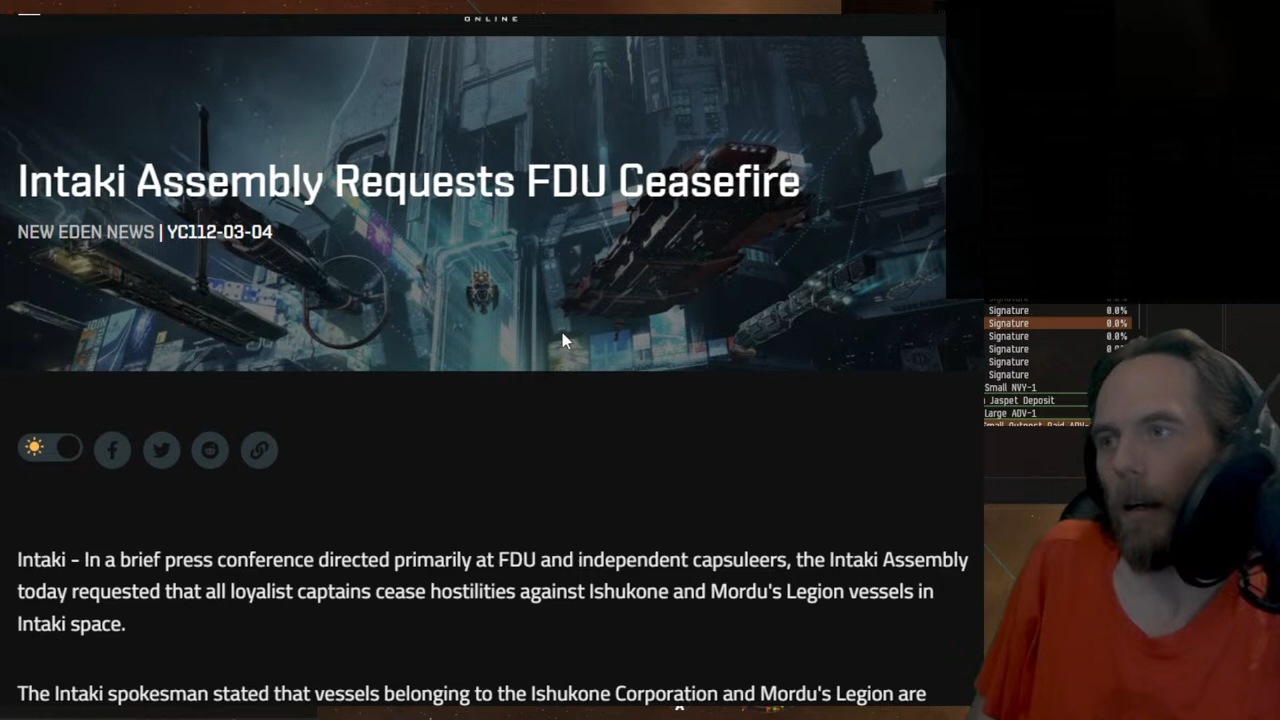 ONLINE
Intaki Assembly Requests FDU Ceasefire
NEW EDEN NEWS | YC112-03-04
Signature 0.0%
Signature 0.0%
Signature 0.0%
Signature
Signature
Signature
Small NVY-1
Jaspet Deposit
Large ADV-1
Small Outpost Raid ADV-
Intaki - In a brief press conference directed primarily at FDU and independent capsuleers, the Intaki Assembly
today requested that all loyalist captains cease hostilities against Ishukone and Mordu's Legion vessels in
Intaki space.
The Intaki spokesman stated that vessels belonging to the Ishukone Corporation and Mordu's Legion are